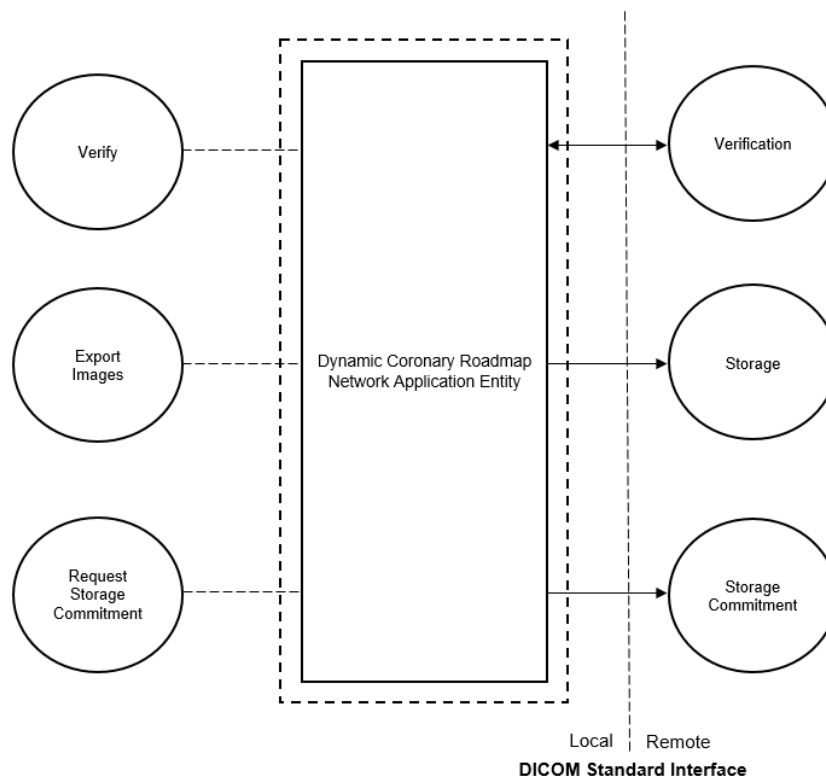 Verify
Verification
Export
Images
Dynamic Coronary Roadmap
Network Application Entity
Storage
Request
Storage
Commitment
Storage
Commitment
Local
Remote
DICOM Standard Interface